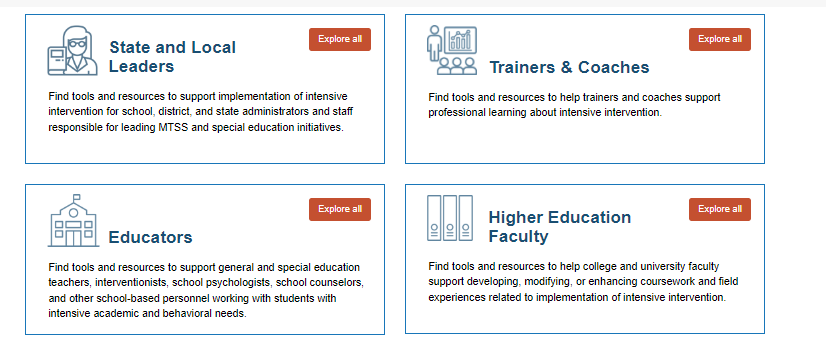 State and Local
Leaders
Explore all
Find tools and resources to support implementation of intensive
intervention for school, district, and state administrators and staff
responsible for leading MTSS and special education initiatives.
Trainers & Coaches
Explore all
Find tools and resources to help trainers and coaches support
professional learning about intensive intervention.
Educators
Explore all
Find tools and resources to support general and special education
teachers, interventionists, school psychologists, school counselors,
and other school-based personnel working with students with
intensive academic and behavioral needs.
Higher Education
Faculty
Explore all
Find tools and resources to help college and university faculty
support developing, modifying, or enhancing coursework and field
experiences related to implementation of intensive intervention.